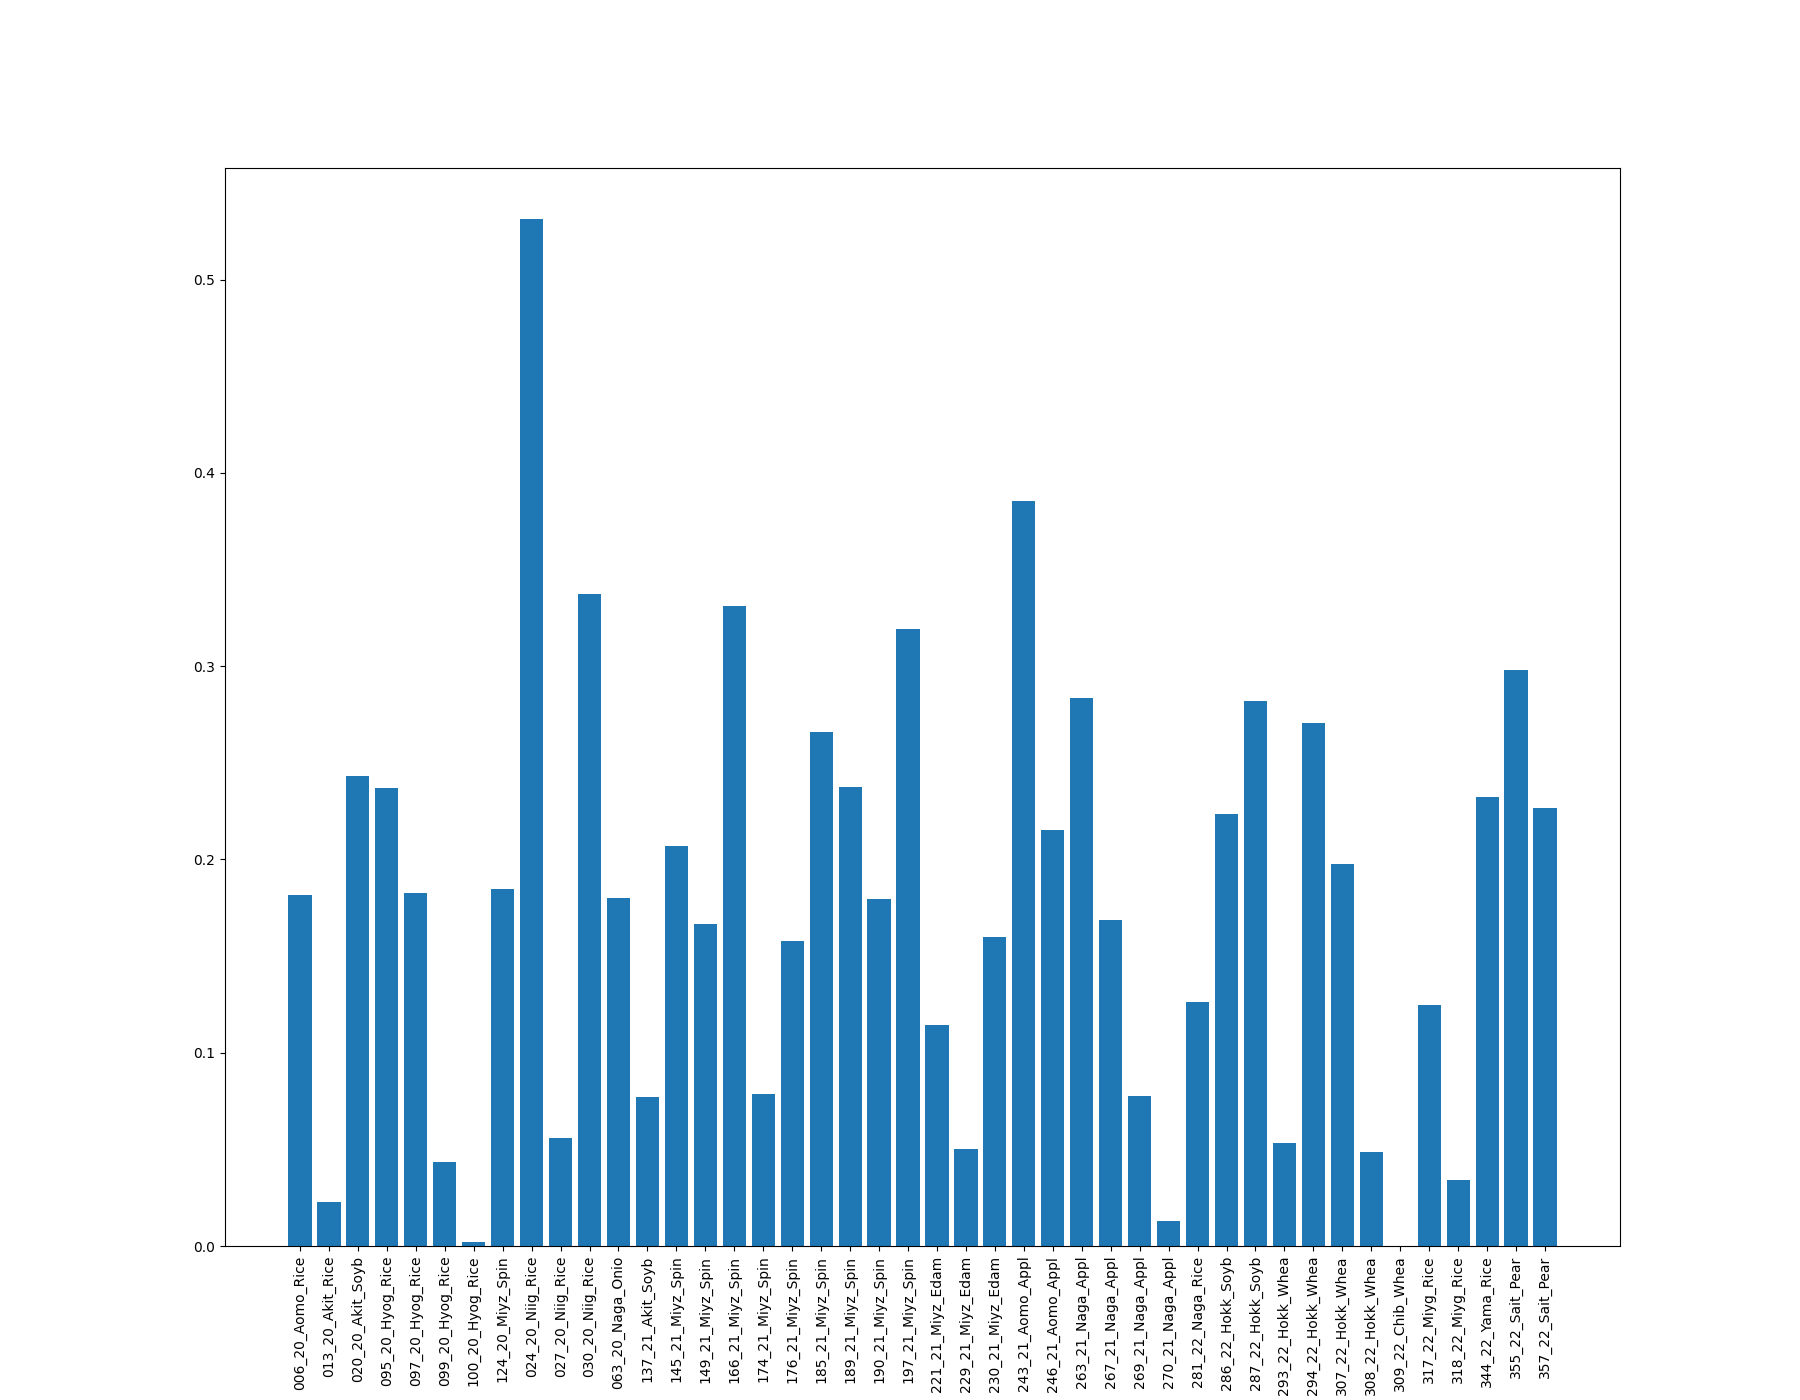 0.5
0.4
0.3
0.2
0.1
0.0
006_20_Aomo_Rice
013_20_Akit_Rice
020_20_Akit_Soyb
095_20_Hyog_Rice
097_20_Hyog_Rice
099_20_Hyog_Rice
100_20_Hyog_Rice
124_20_Miyz_Spin
024_20_Niig_Rice
027_20_Niig_Rice
030_20_Niig_Rice
063_20_Naga_Onio
137_21_Akit_Soyb
145_21_Miyz_Spin
149_21_Miyz_Spin
166_21_Miyz_Spin
174_21_Miyz_Spin
176_21_Miyz_Spin
185_21_Miyz_Spin
189_21_Miyz_Spin
190_21_Miyz_Spin
197_21_Miyz_Spin
221_21_Miyz_Edam
229_21_Miyz_Edam
230_21_Miyz_Edam
243_21_Aomo_Appl
246_21_Aomo_Appl
263_21_Naga_Appl
267_21_Naga_Appl
269_21_Naga_Appl
270_21_Naga_Appl
281_22_Naga_Rice
286_22_Hokk_Soyb
287_22_Hokk_Soyb
293_22_Hokk_Whea
294_22_Hokk_Whea
307_22_Hokk_Whea
308_22_Hokk_Whea
309_22_Chib_Whea
317_22_Miyg_Rice
318_22_Miyg_Rice
344_22_Yama_Rice
355_22_Sait_Pear
357_22_Sait_Pear